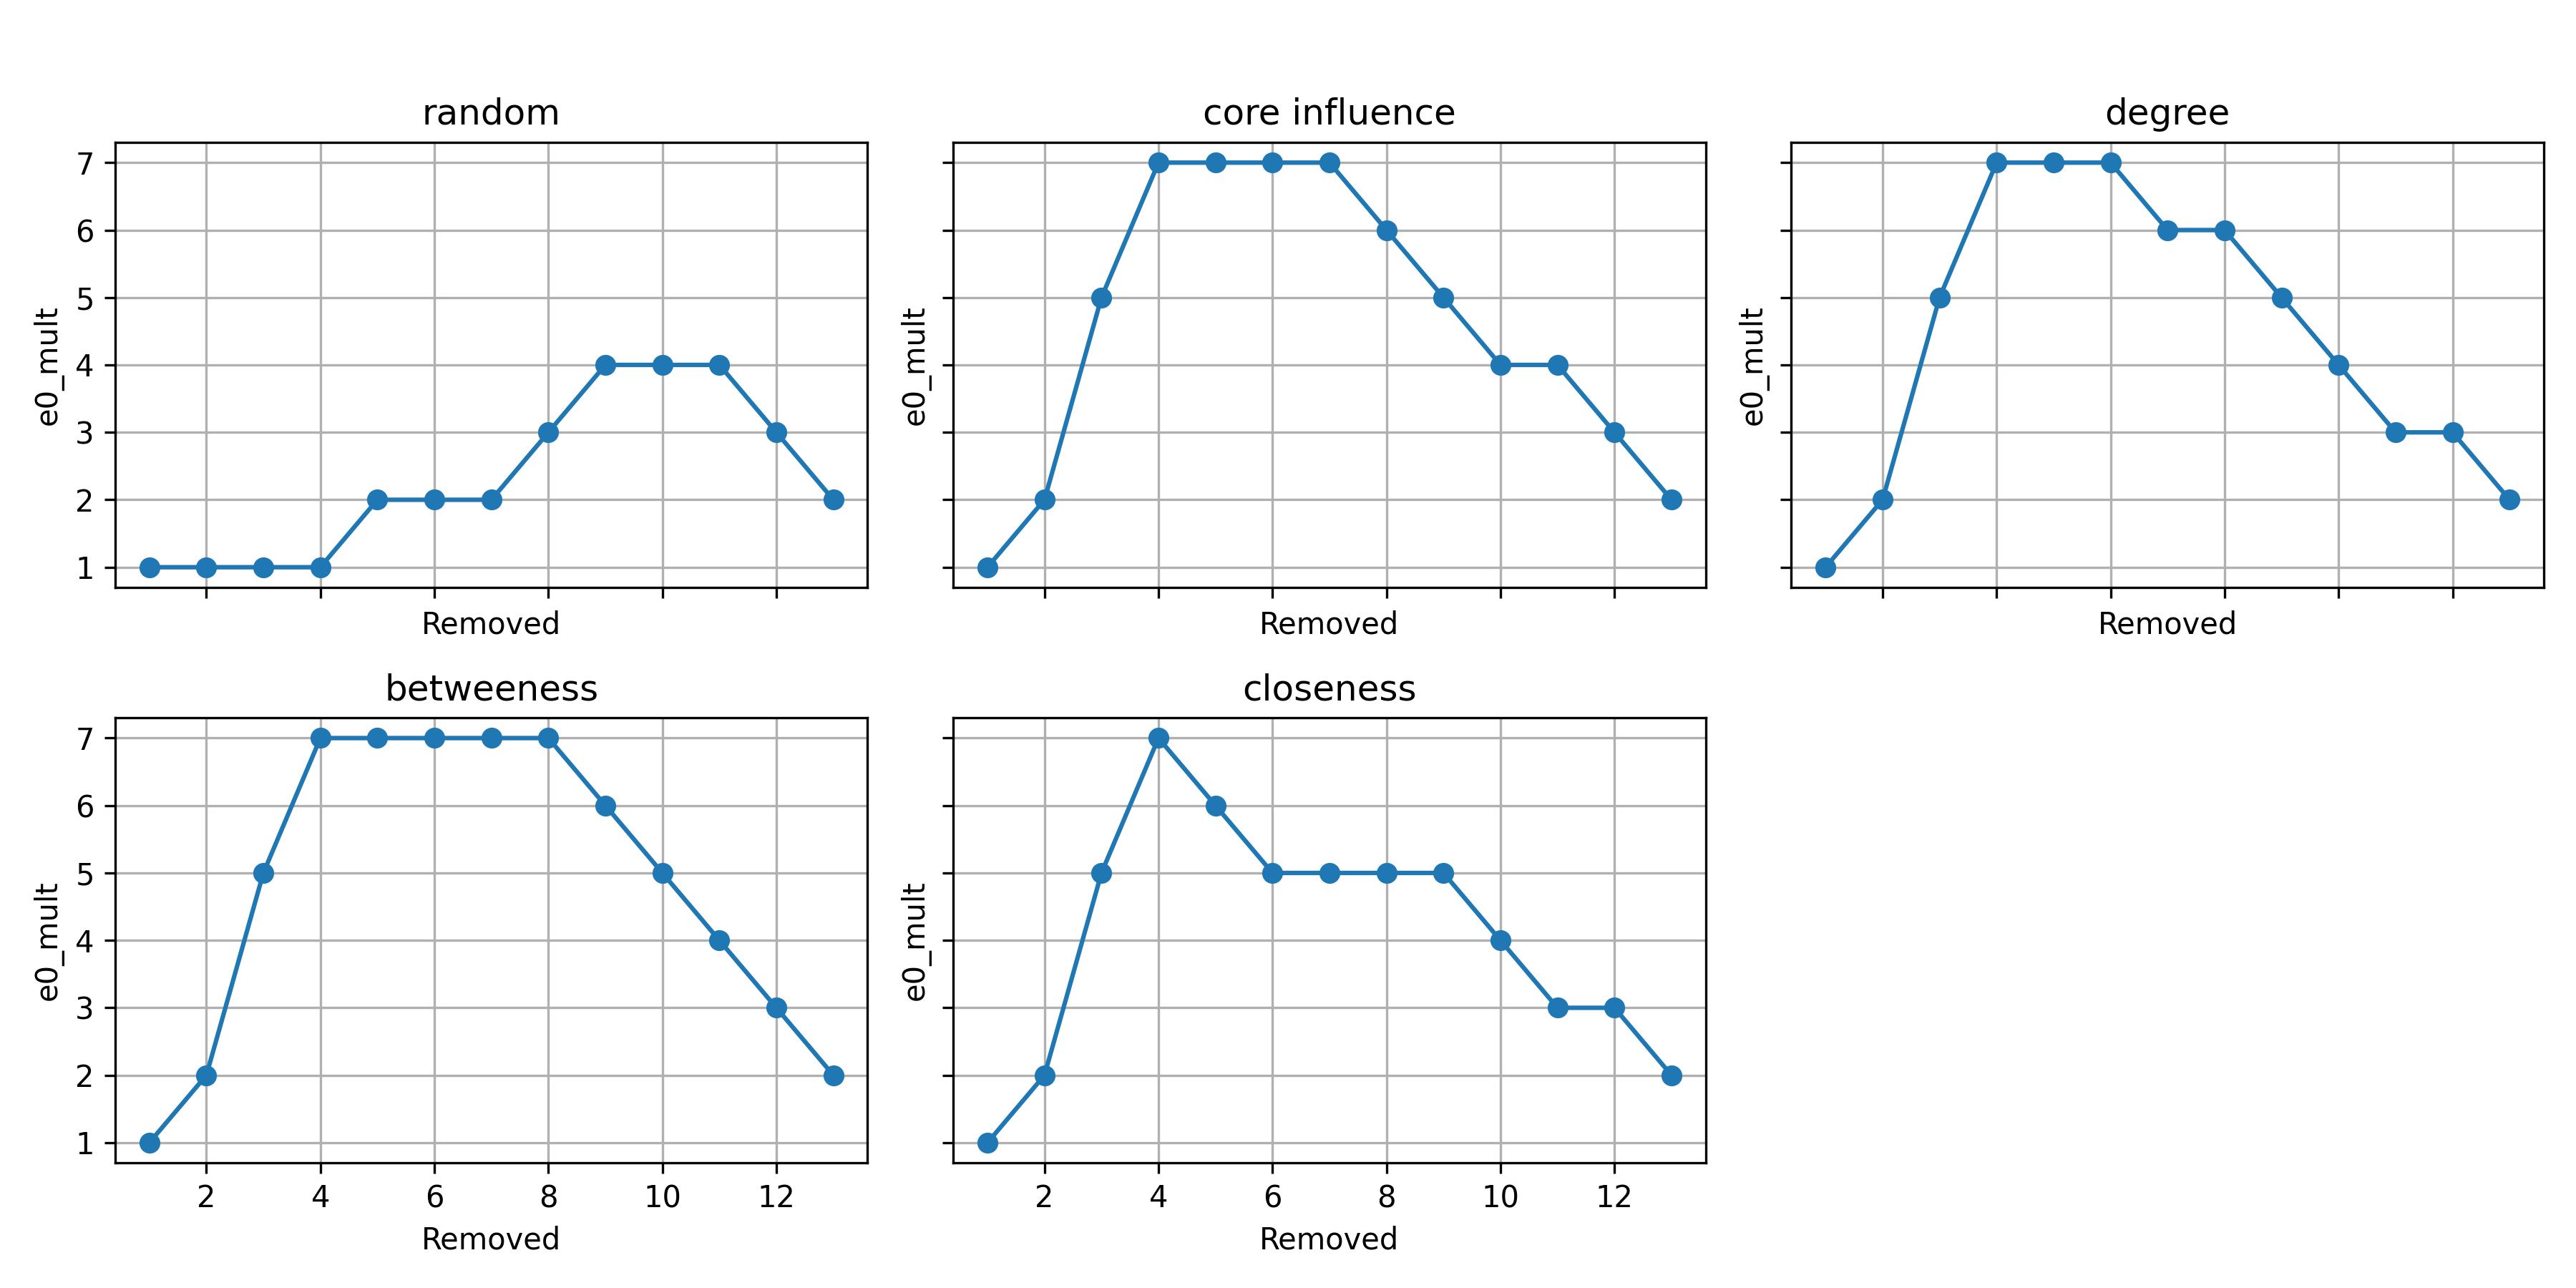 random
7
6
5
4
3
2
1
e0_mult
Removed
core influence
e0_mult
Removed
degree
e0_mult
Removed
betweeness
7
6
5
4
3
2
1
e0_mult
2 4 6 8 10 12
Removed
closeness
e0_mult
2 4 6 8 10 12
Removed